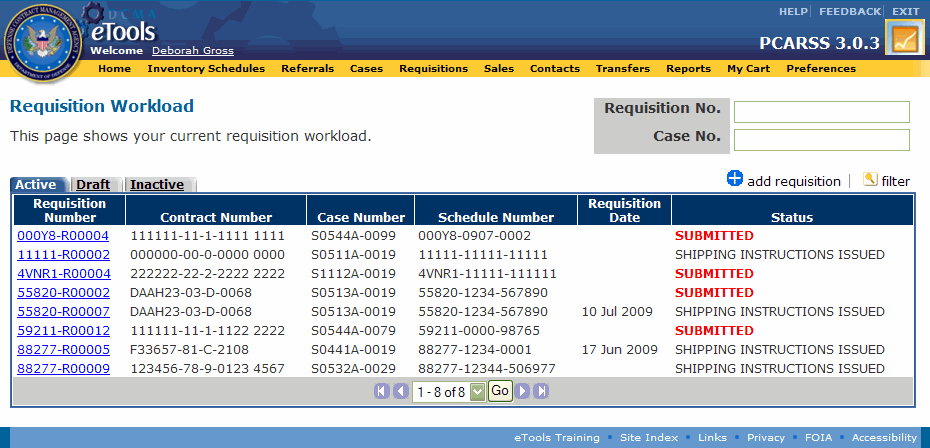 HELP | FEEDBACK | EXIT
DCMA
eTools
Welcome Deborah Gross
PCARSS 3.0.3
Home Inventory Schedules Referrals Cases Requisitions Sales Contacts Transfers Reports My Cart Preferences
Requisition Workload
This page shows your current requisition workload.
Requisition No.
Case No.
Active Draft Inactive
add requisition | filter
Requisition Number Contract Number Case Number Schedule Number Requisition Date Status
000Y8-R00004 111111-11-1-1111 1111 S0544A-0099 000Y8-0907-0002 SUBMITTED
11111-R00002 000000-00-0-0000 0000 S0511A-0019 11111-11111-11111 SHIPPING INSTRUCTIONS ISSUED
4VNR1-R00004 222222-22-2-2222 2222 S1112A-0019 4VNR1-11111-111111 SUBMITTED
55820-R00002 DAAH23-03-D-0068 S0513A-0019 55820-1234-567890 SUBMITTED
55820-R00007 DAAH23-03-D-0068 S0513A-0019 55820-1234-567890 10 Jul 2009 SHIPPING INSTRUCTIONS ISSUED
59211-R00012 111111-11-1-1122 2222 S0544A-0079 59211-0000-98765 SUBMITTED
88277-R00005 F33657-81-C-2108 S0441A-0019 88277-1234-0001 17 Jun 2009 SHIPPING INSTRUCTIONS ISSUED
88277-R00009 123456-78-9-0123 4567 S0532A-0029 88277-12344-506977 SHIPPING INSTRUCTIONS ISSUED
1 - 8 of 8 Go
eTools Training • Site Index • Links • Privacy • FOIA • Accessibility